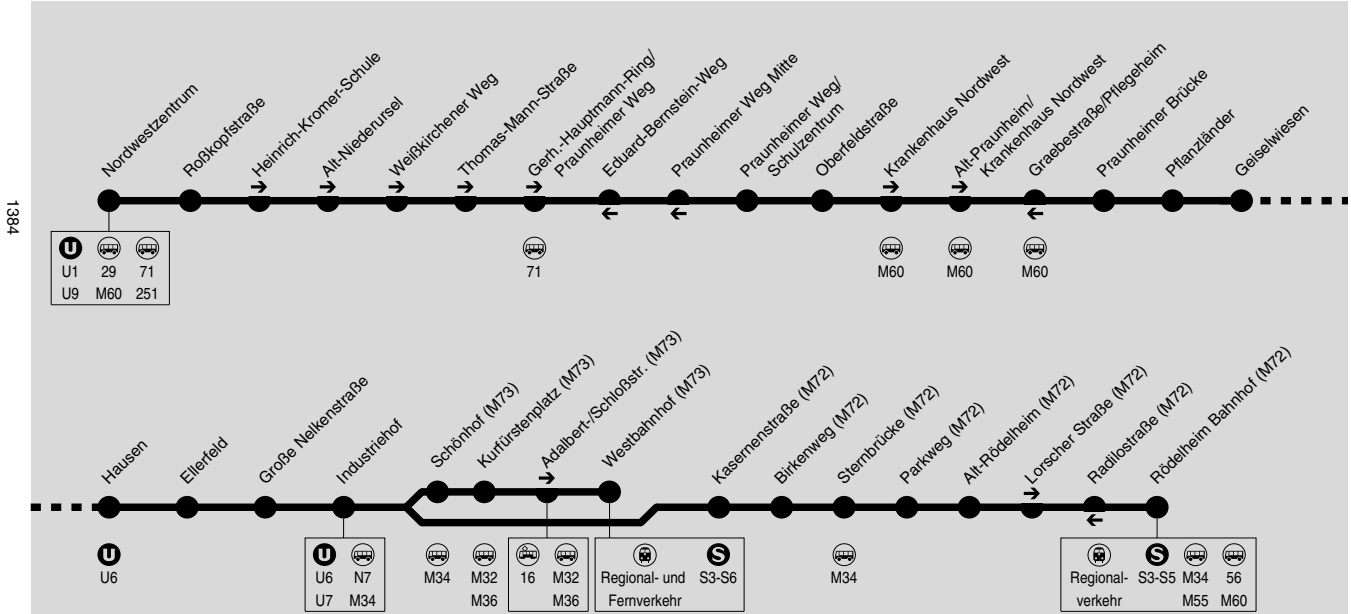 1384
Nordwestzentrum
Roßkopfstraße
Heinrich-Kromer-Schule
Alt-Niederursel
Weißkirchener Weg
Thomas-Mann-Straße
Gerh.-Hauptmann-Ring/
Praunheimer Weg
Eduard-Bernstein-Weg
Praunheimer Weg Mitte
Praunheimer Weg/
Schulzentrum
Oberfeldstraße
Krankenhaus Nordwest
Alt-Praunheim/
Krankenhaus Nordwest
Graebestraße/Pflegeheim
Praunheimer Brücke
Pflanzländer
Geiselwiesen
U
U1 29 71
U9 M60 251
71
M60
M60
M60
Hausen
Ellerfeld
Große Nelkenstraße
Industriehof
Schönhof (M73)
Kurfürstenplatz (M73)
Adalbert-/Schloßstr. (M73)
Westbahnhof (M73)
Kasernenstraße (M72)
Birkenweg (M72)
Sternbrücke (M72)
Parkweg (M72)
Alt-Rödelheim (M72)
Lorscher Straße (M72)
Radilostraße (M72)
Rödelheim Bahnhof (M72)
U
U6
U
U6 N7
U7 M34
M34
M32
M36
16 M32
M36
S
Regional- und S3-S6
Fernverkehr
M34
S
Regional- S3-S5 M34 56
verkehr M55 M60